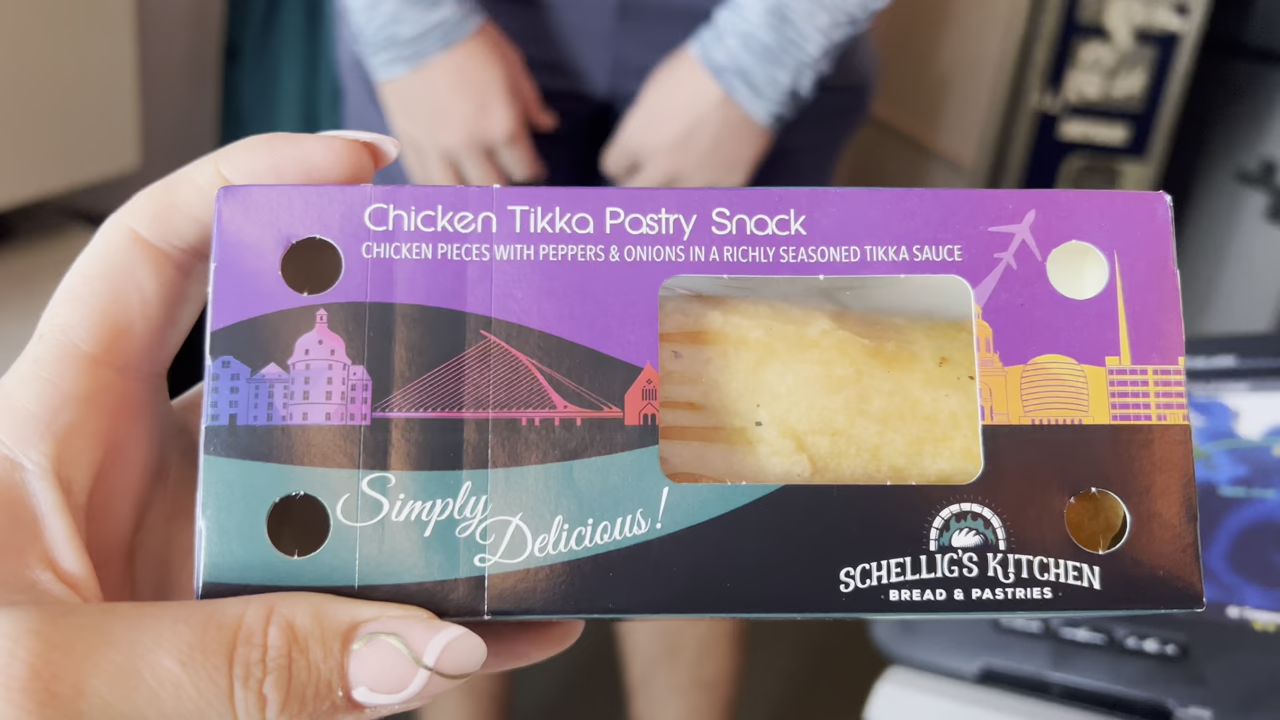 Chicken Tikka Pastry Snack
CHICKEN PIECES WITH PEPPERS & ONIONS IN A RICHLY SEASONED TIKKA SAUCE
Simply
Delicious!
SCHELLIG'S KITCHEN
BREAD & PASTRIES